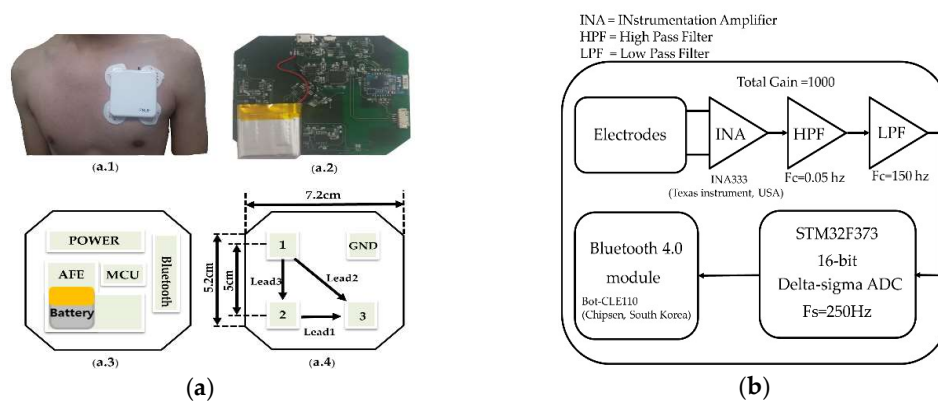 (a.1)
(a.2)
POWER
AFE
MCU
Bluetooth
Battery
(a.3)
7.2cm
5.2cm
5cm
1
GND
Lead3
Lead2
2
3
Lead1
(a.4)
(a)
INA = INstrumentation Amplifier
HPF = High Pass Filter
LPF = Low Pass Filter
Total Gain =1000
Electrodes
INA
HPF
LPF
INA333
(Texas instrument, USA)
Fc=0.05 hz
Fc=150 hz
Bluetooth 4.0
module
Bot-CLE110
(Chipsen, South Korea)
STM32F373
16-bit
Delta-sigma ADC
Fs=250Hz
(b)